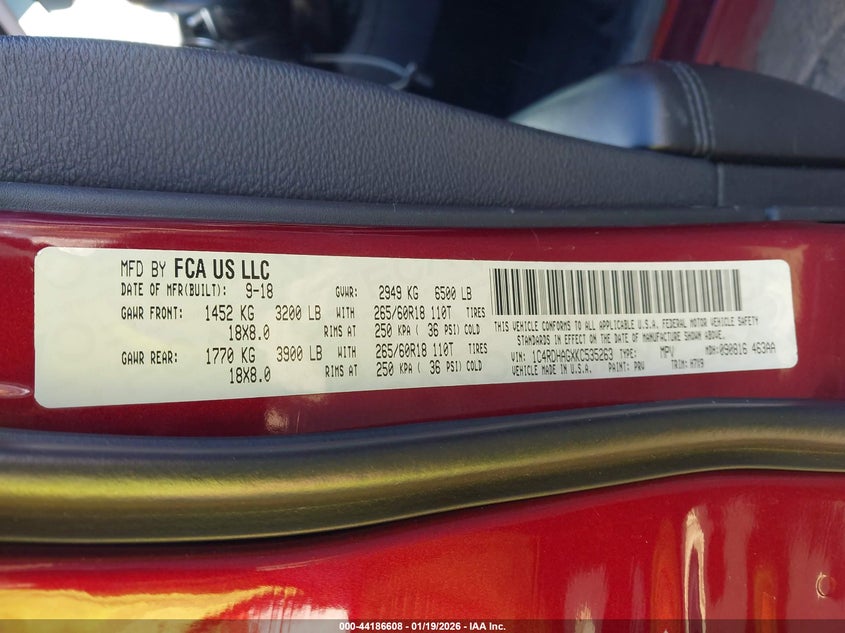 MFD BY FCA US LLC
DATE OF MFR(BUILT): 9-18 GVWR: 2949 KG 6500 LB
GAWR FRONT: 1452 KG 3200 LB WITH 265/60R18 110T TIRES
18X8.0 RIMS AT 250 KPA ( 36 PSI) COLD
GAWR REAR: 1770 KG 3900 LB WITH 265/60R18 110T TIRES
18X8.0 RIMS AT 250 KPA ( 36 PSI) COLD
THIS VEHICLE CONFORMS TO ALL APPLICABLE U.S.A. FEDERAL MOTOR VEHICLE SAFETY
STANDARDS IN EFFECT ON THE DATE OF MANUFACTURE SHOWN ABOVE.
VIN: 1C4RDHAGXKC535263 TYPE: MPV MDH: 090816 463AA
VEHICLE MADE IN U.S.A. PAINT: PRV TRIM: H7X9
000-44186608 - 01/19/2026 - IAA Inc.